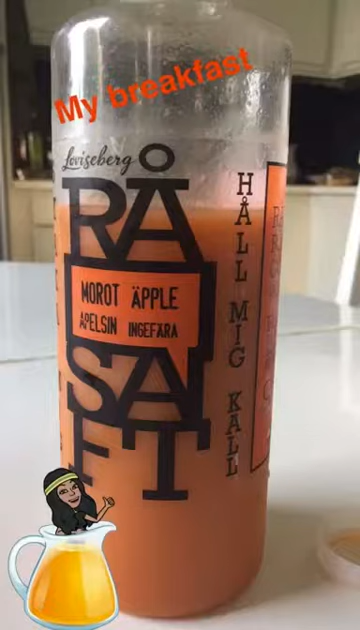 My breakfast
Loviseberg
RÅ
MOROT ÄPPLE
APELSIN INGEFÄRA
SAFT
HÅLL MIG KALL